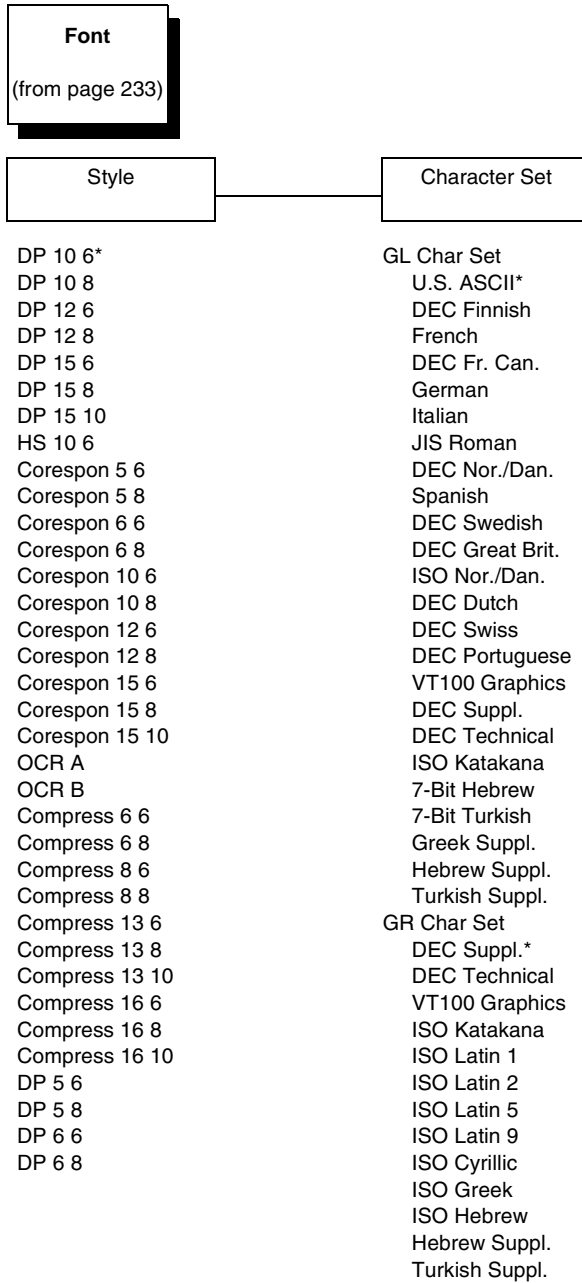 Font
(from page 233)
Style
Character Set
DP 10 6*
DP 10 8
DP 12 6
DP 12 8
DP 15 6
DP 15 8
DP 15 10
HS 10 6
Corespon 5 6
Corespon 5 8
Corespon 6 6
Corespon 6 8
Corespon 10 6
Corespon 10 8
Corespon 12 6
Corespon 12 8
Corespon 15 6
Corespon 15 8
Corespon 15 10
OCR A
OCR B
Compress 6 6
Compress 6 8
Compress 8 6
Compress 8 8
Compress 13 6
Compress 13 8
Compress 13 10
Compress 16 6
Compress 16 8
Compress 16 10
DP 5 6
DP 5 8
DP 6 6
DP 6 8
GL Char Set
U.S. ASCII*
DEC Finnish
French
DEC Fr. Can.
German
Italian
JIS Roman
DEC Nor./Dan.
Spanish
DEC Swedish
DEC Great Brit.
ISO Nor./Dan.
DEC Dutch
DEC Swiss
DEC Portuguese
VT100 Graphics
DEC Suppl.
DEC Technical
ISO Katakana
7-Bit Hebrew
7-Bit Turkish
Greek Suppl.
Hebrew Suppl.
Turkish Suppl.
GR Char Set
DEC Suppl.*
DEC Technical
VT100 Graphics
ISO Katakana
ISO Latin 1
ISO Latin 2
ISO Latin 5
ISO Latin 9
ISO Cyrillic
ISO Greek
ISO Hebrew
Hebrew Suppl.
Turkish Suppl.